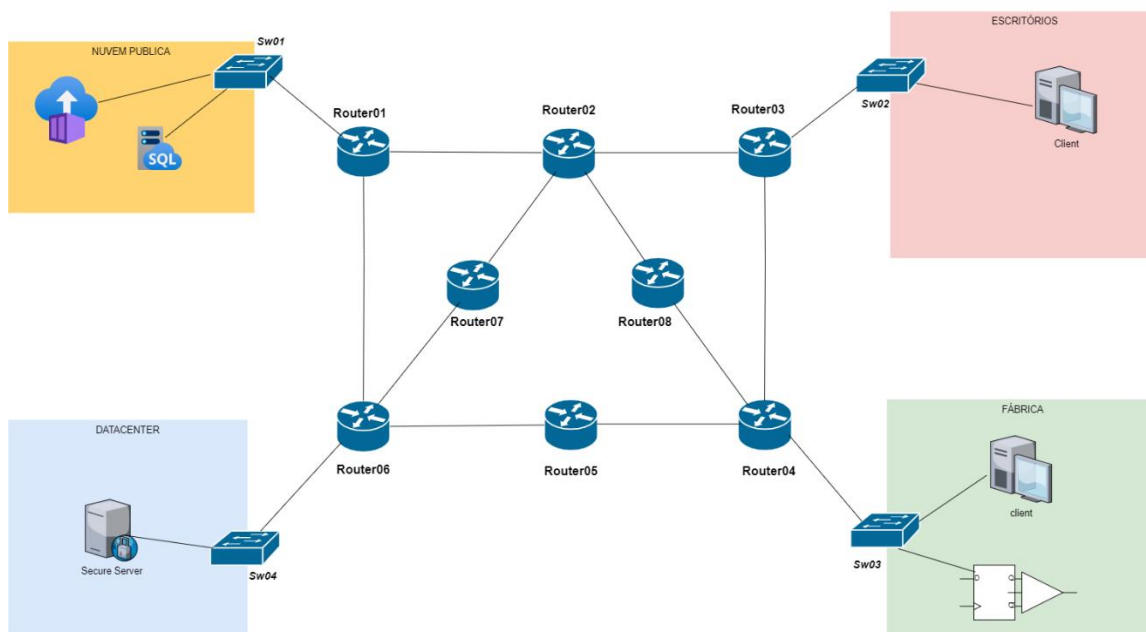 NUVEM PUBLICA
Sw01
SQL
Router01
Router02
Router03
ESCRITÓRIOS
Sw02
Client
Router07
Router08
DATACENTER
Secure Server
Sw04
Router06
Router05
Router04
FÁBRICA
client
Sw03